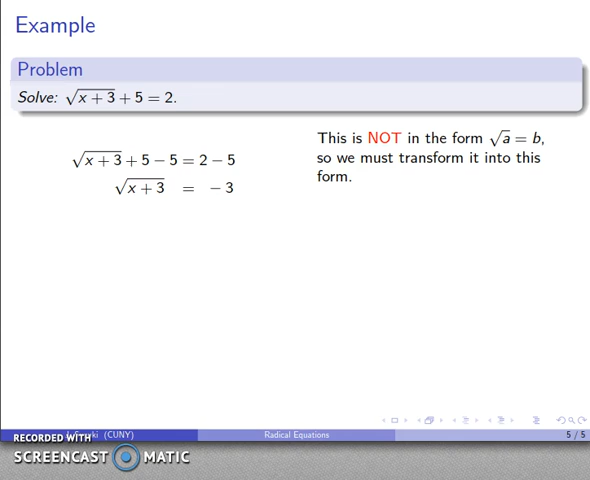 Example
Problem
Solve: √x + 3 + 5 = 2.
This is NOT in the form √a = b,
so we must transform it into this
form.
√x + 3 + 5 − 5 = 2 − 5
√x + 3 = − 3
(CUNY)
Radical Equations
5 / 5
RECORDED WITH
SCREENCAST MATIC